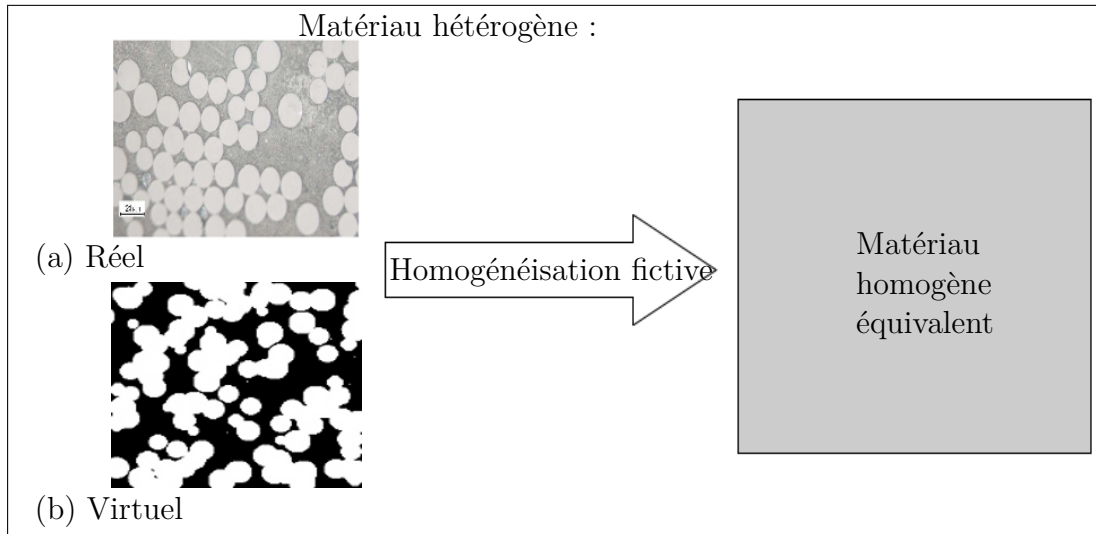 Matériau hétérogène :
(a) Réel
Homogénéisation fictive
Matériau
homogène
équivalent
(b) Virtuel